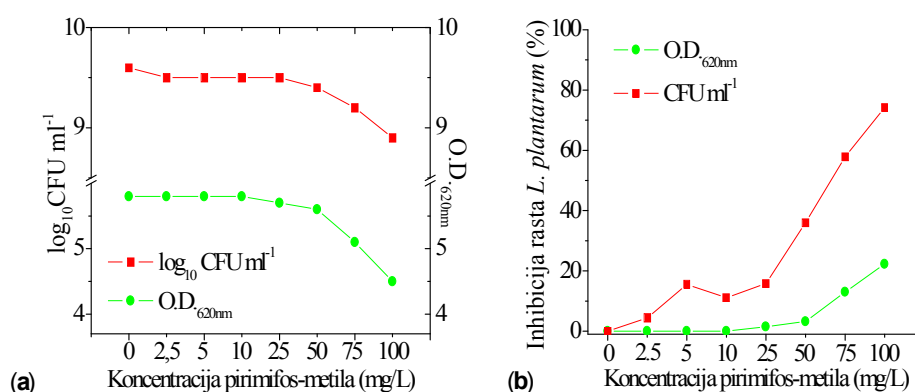 10
9
5
4
10
9
5
4
log₁₀CFU ml⁻¹
O.D.₆₂₀nm
log₁₀ CFU ml⁻¹
O.D.₆₂₀nm
0 2,5 5 10 25 50 75 100
Koncentracija pirimifos-metila (mg/L)
(a)
100
80
60
40
20
0
Inhibicija rasta L. plantarum (%)
O.D.₆₂₀nm
CFU ml⁻¹
0 2.5 5 10 25 50 75 100
Koncentracija pirimifos-metila (mg/L)
(b)